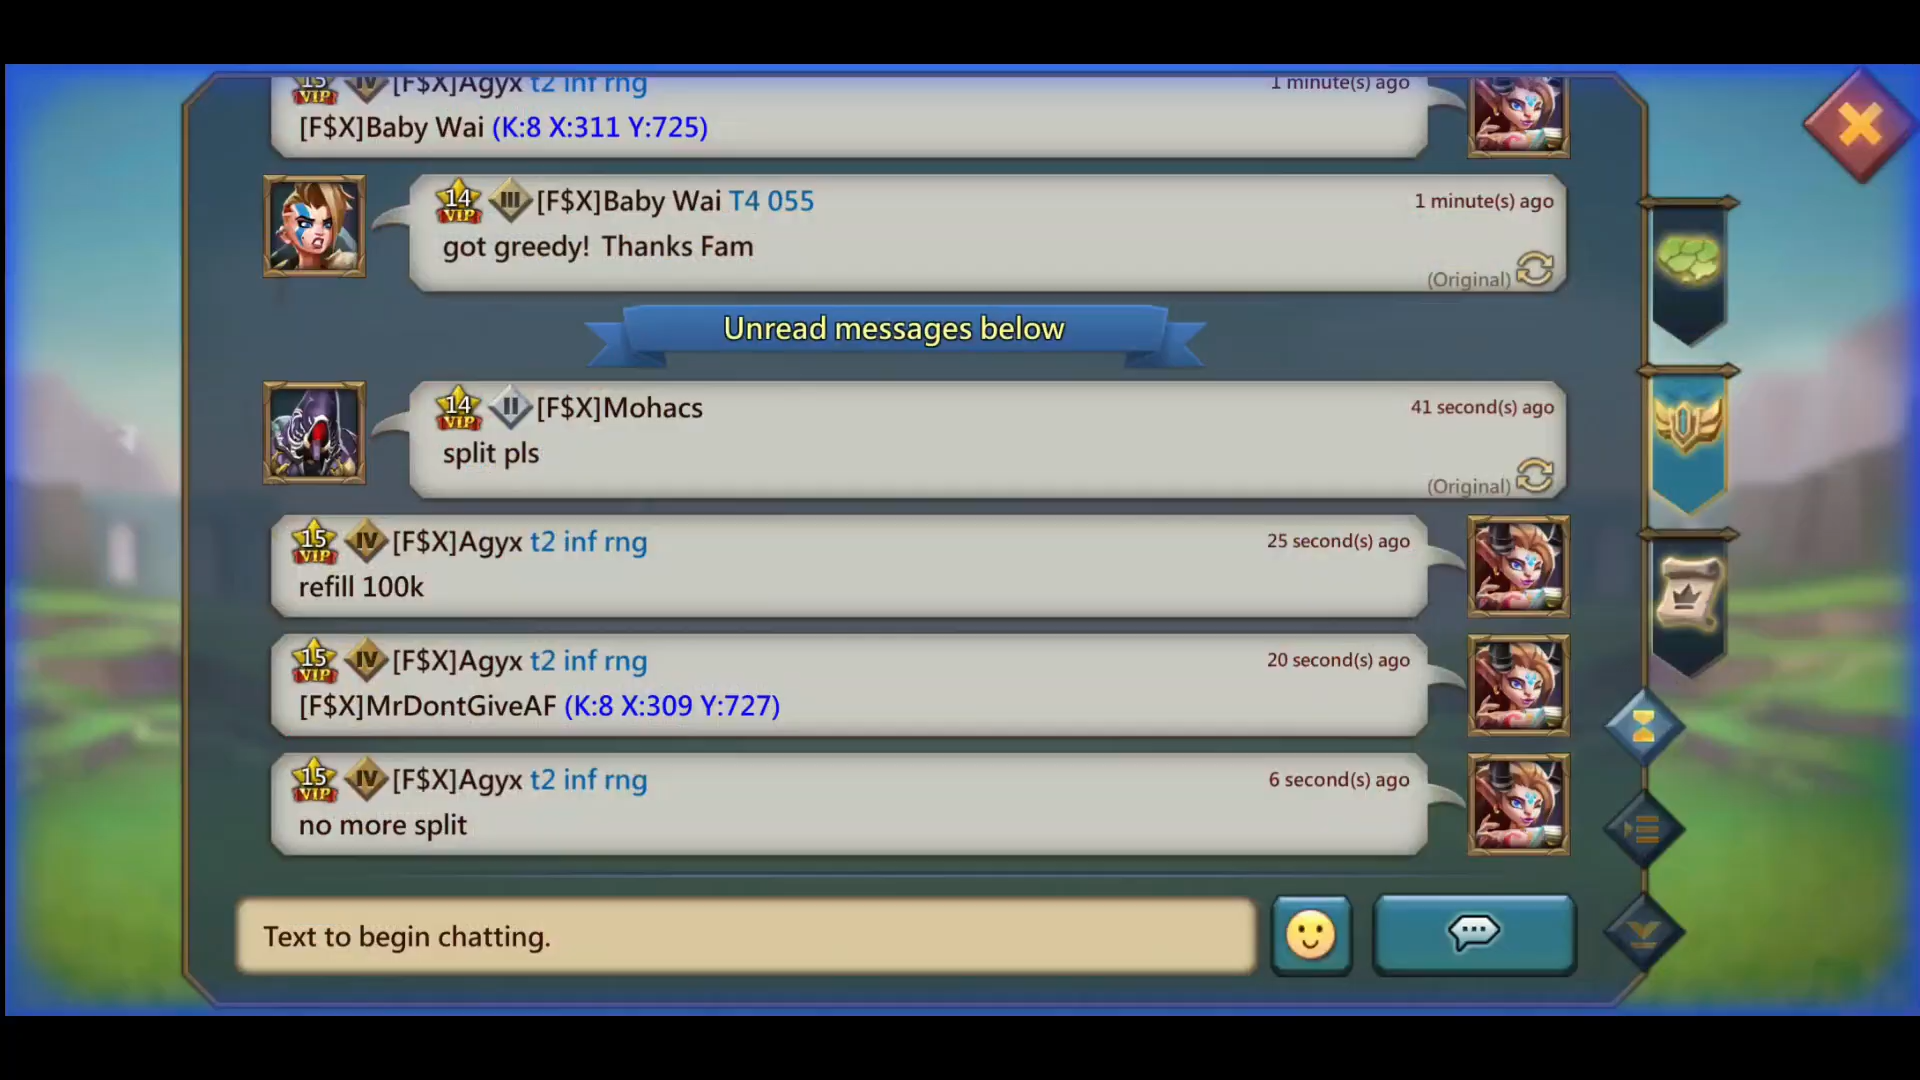 15 VIP IV [F$X]Agyx t2 inf rng 1 minute(s) ago
[F$X]Baby Wai (K:8 X:311 Y:725)
14 VIP III [F$X]Baby Wai T4 055 1 minute(s) ago
got greedy! Thanks Fam
(Original)
Unread messages below
14 VIP II [F$X]Mohacs 41 second(s) ago
split pls
(Original)
15 VIP IV [F$X]Agyx t2 inf rng 25 second(s) ago
refill 100k
15 VIP IV [F$X]Agyx t2 inf rng 20 second(s) ago
[F$X]MrDontGiveAF (K:8 X:309 Y:727)
15 VIP IV [F$X]Agyx t2 inf rng 6 second(s) ago
no more split
Text to begin chatting.